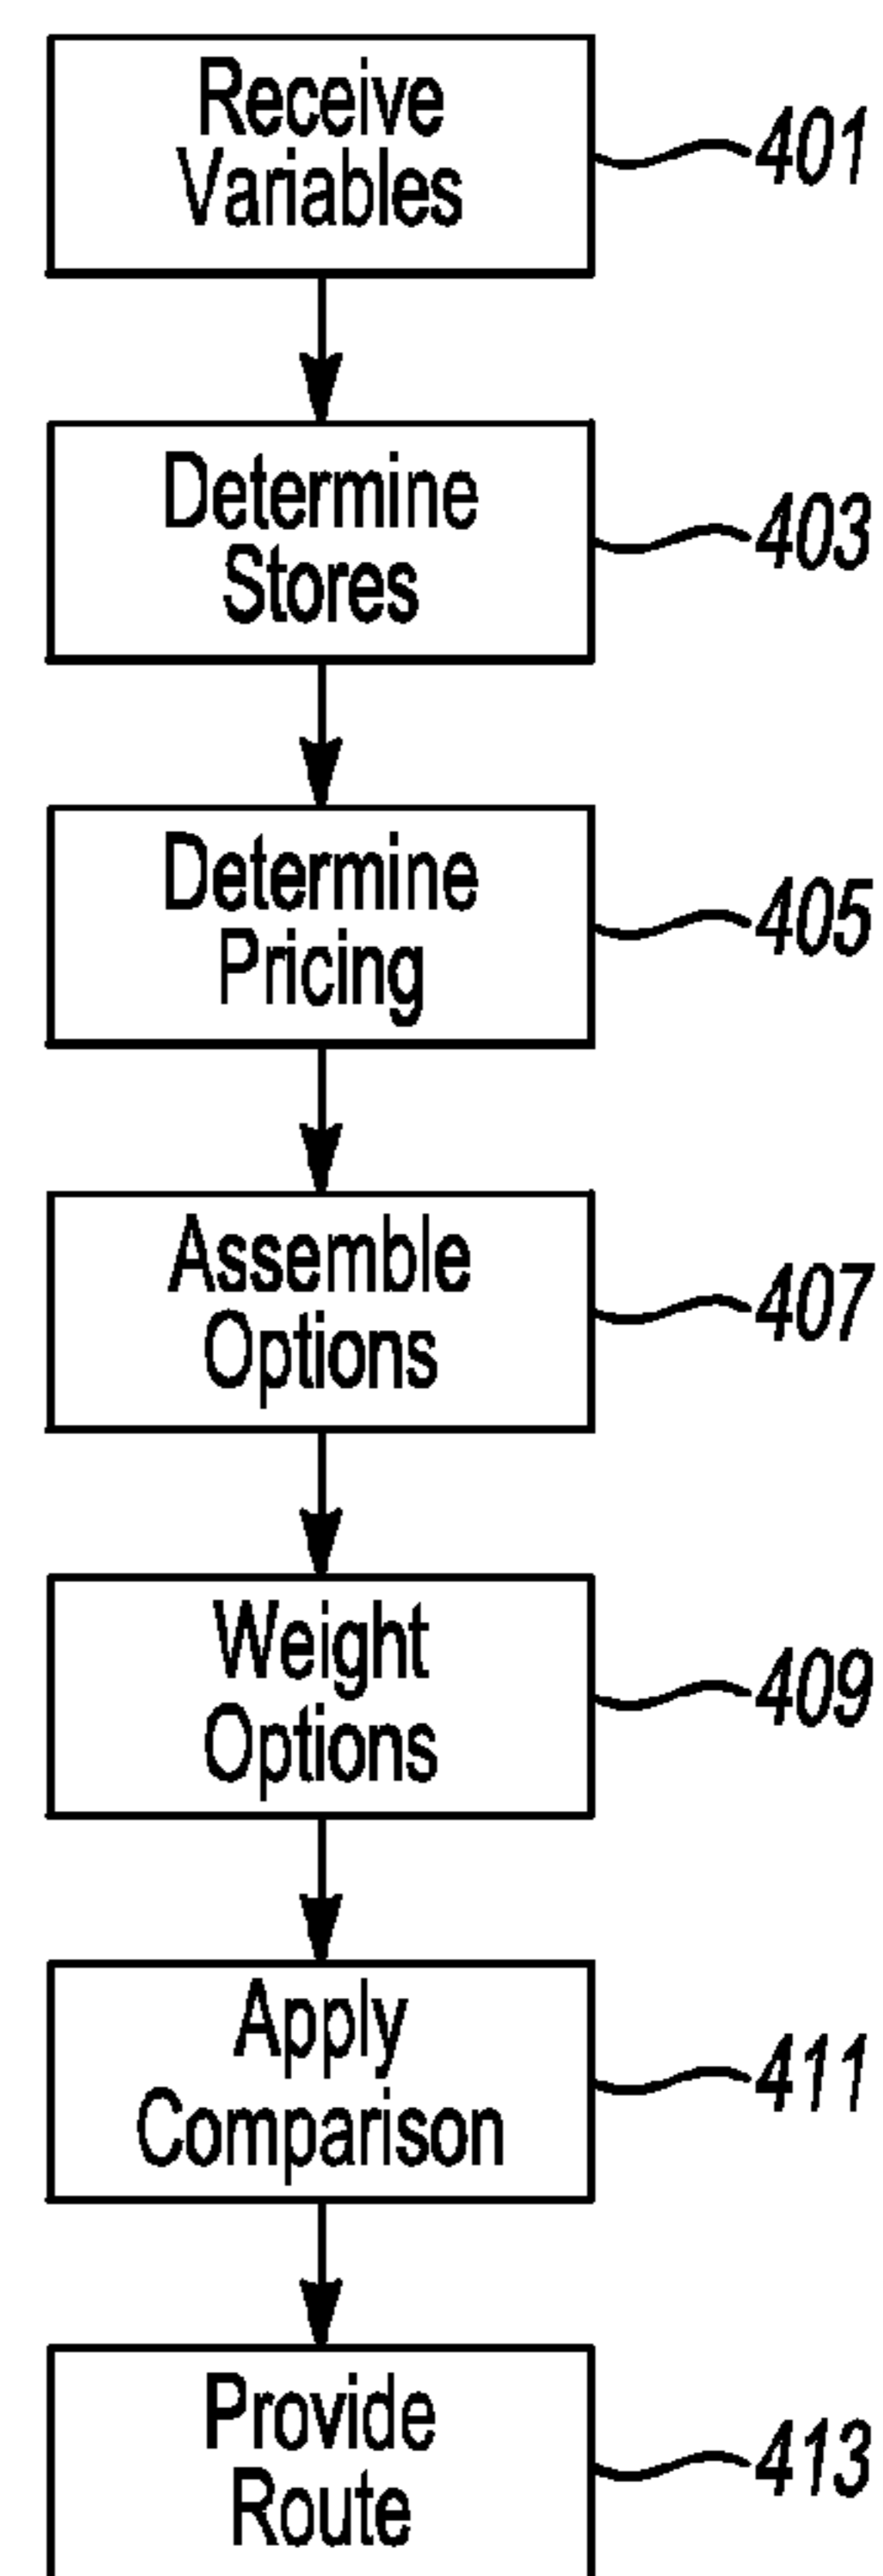 Receive
Variables
401
Determine
Stores
403
Determine
Pricing
405
Assemble
Options
407
Weight
Options
409
Apply
Comparison
411
Provide
Route
413